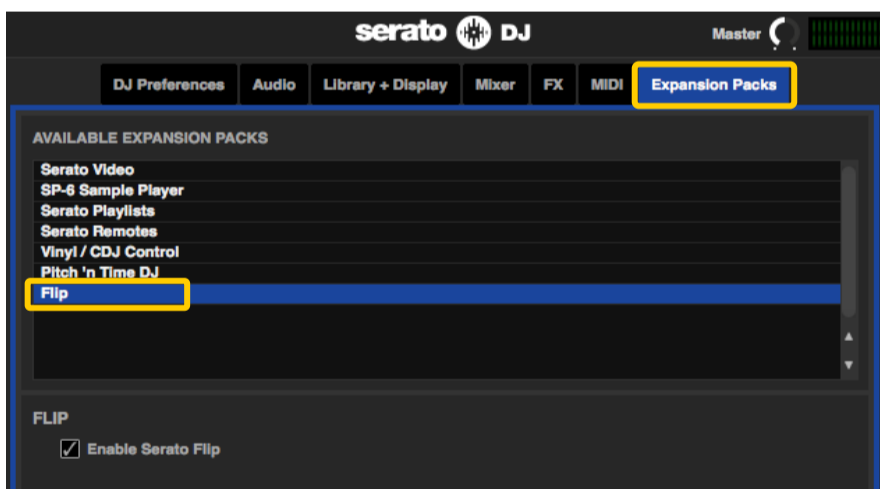 serato DJ
Master
DJ Preferences Audio Library + Display Mixer FX MIDI Expansion Packs
AVAILABLE EXPANSION PACKS
Serato Video
SP-6 Sample Player
Serato Playlists
Serato Remotes
Vinyl / CDJ Control
Pitch 'n Time DJ
Flip
FLIP
Enable Serato Flip